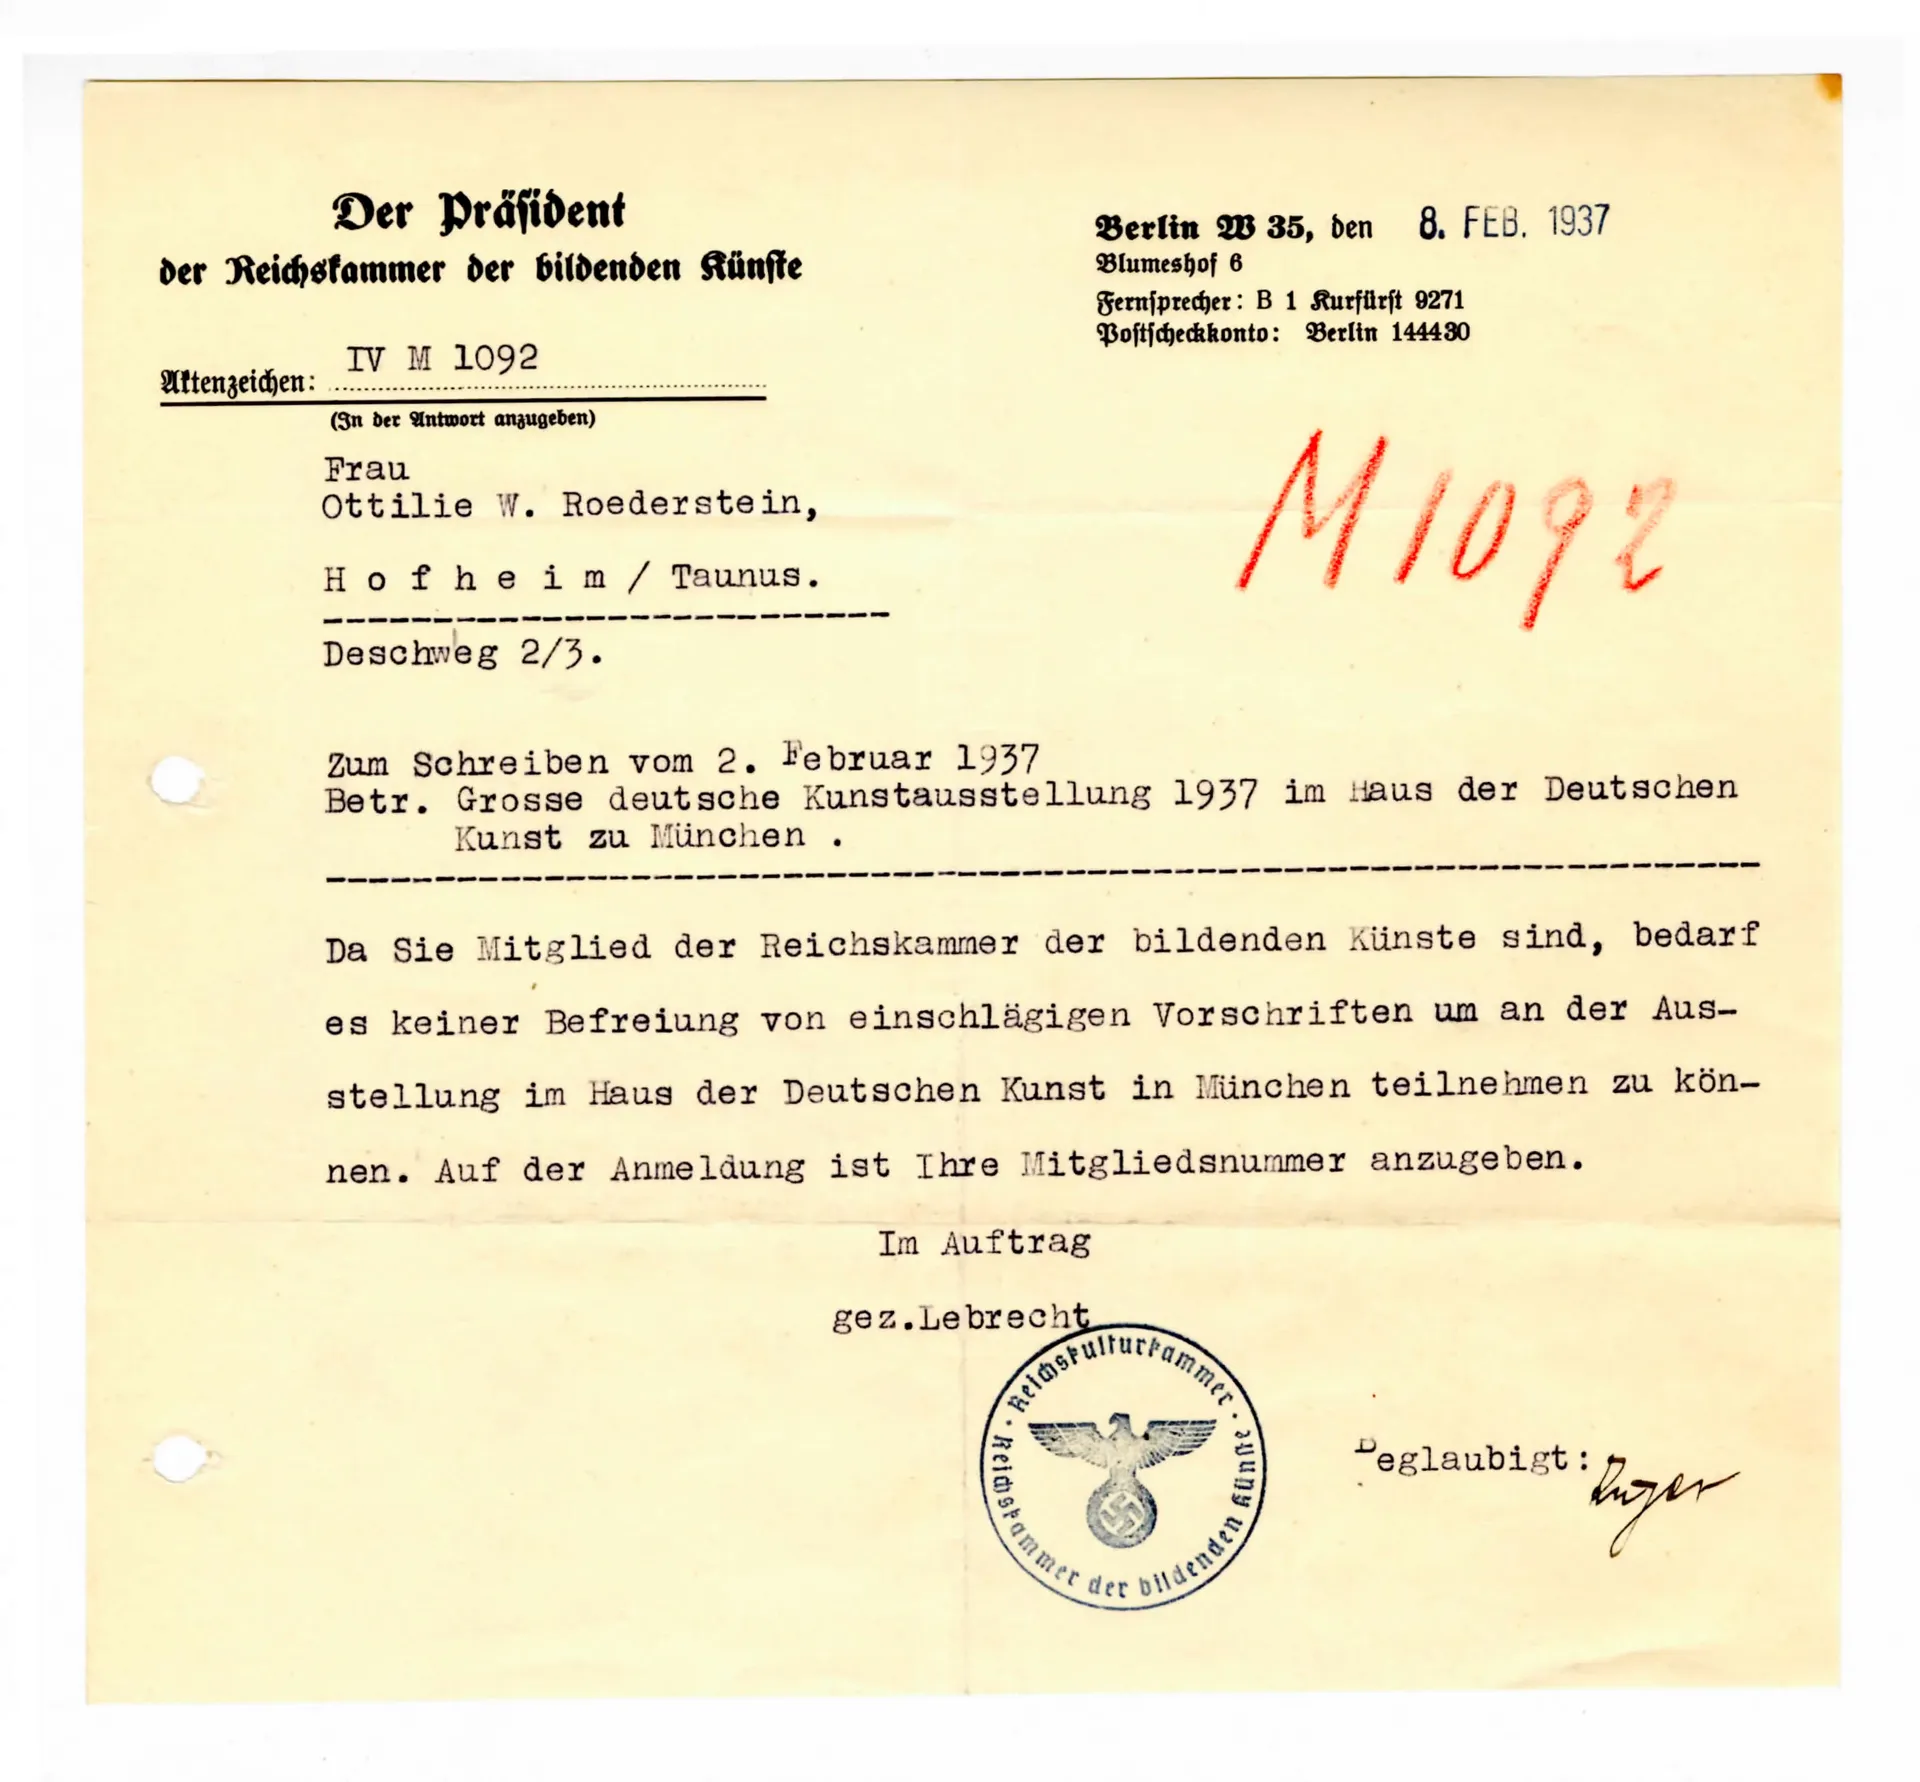 Der Präsident
der Reichskammer der bildenden Künste
Berlin W 35, den 8. FEB. 1937
Blumeshof 6
Fernsprecher: B 1 Kurfürst 9271
Postscheckkonto: Berlin 144430
Aktenzeichen: IV M 1092
(In der Antwort anzugeben)
M 1092
Frau
Ottilie W. Roederstein,
H o f h e i m / Taunus.
Deschweg 2/3.
Zum Schreiben vom 2. Februar 1937
Betr. Grosse deutsche Kunstausstellung 1937 im Haus der Deutschen
Kunst zu München .
Da Sie Mitglied der Reichskammer der bildenden Künste sind, bedarf
es keiner Befreiung von einschlägigen Vorschriften um an der Aus-
stellung im Haus der Deutschen Kunst in München teilnehmen zu kön-
nen. Auf der Anmeldung ist Ihre Mitgliedsnummer anzugeben.
Im Auftrag
gez.Lebrecht
· Reichskulturkammer ·
Reichskammer der bildenden Künste
Beglaubigt: